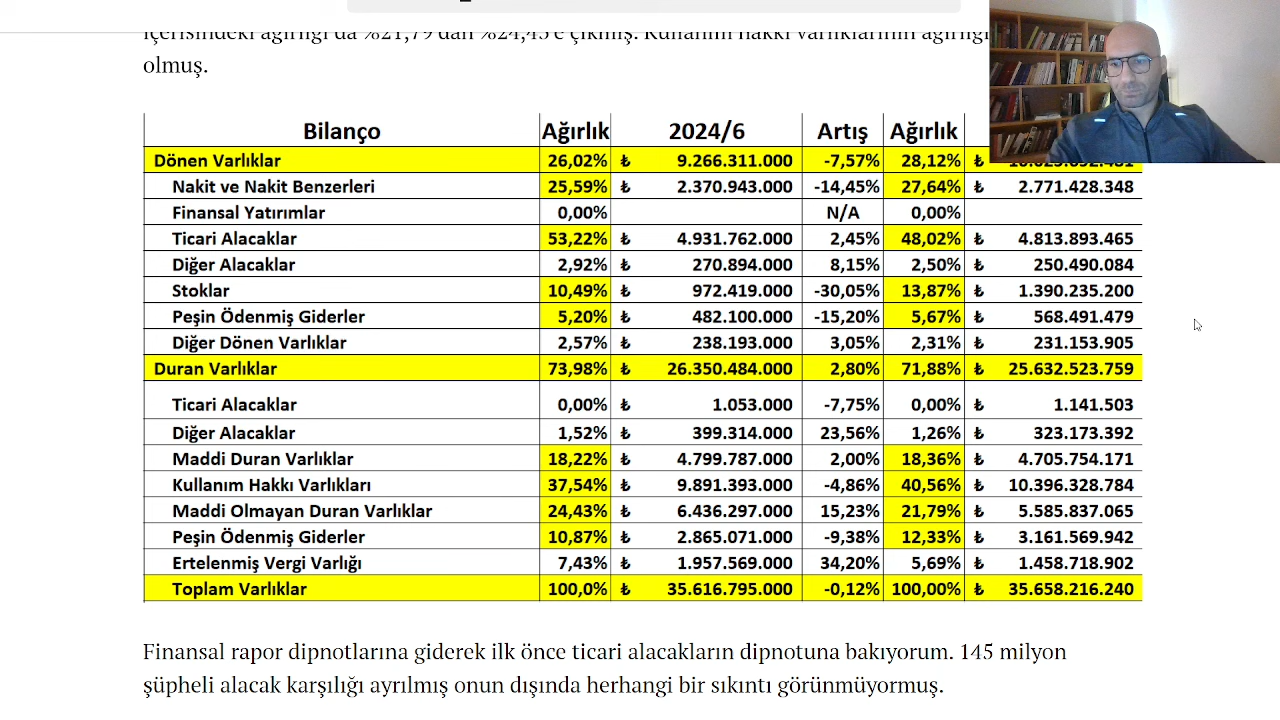 içerisindeki ağırlığı da %21,79'dan %24,43'e çıkmış. Kullanım hakkı varlıklarının ağırlığı
olmuş.
Bilanço Ağırlık 2024/6 Artış Ağırlık
Dönen Varlıklar 26,02% ₺ 9.266.311.000 -7,57% 28,12% ₺
Nakit ve Nakit Benzerleri 25,59% ₺ 2.370.943.000 -14,45% 27,64% ₺ 2.771.428.348
Finansal Yatırımlar 0,00% N/A 0,00%
Ticari Alacaklar 53,22% ₺ 4.931.762.000 2,45% 48,02% ₺ 4.813.893.465
Diğer Alacaklar 2,92% ₺ 270.894.000 8,15% 2,50% ₺ 250.490.084
Stoklar 10,49% ₺ 972.419.000 -30,05% 13,87% ₺ 1.390.235.200
Peşin Ödenmiş Giderler 5,20% ₺ 482.100.000 -15,20% 5,67% ₺ 568.491.479
Diğer Dönen Varlıklar 2,57% ₺ 238.193.000 3,05% 2,31% ₺ 231.153.905
Duran Varlıklar 73,98% ₺ 26.350.484.000 2,80% 71,88% ₺ 25.632.523.759
Ticari Alacaklar 0,00% ₺ 1.053.000 -7,75% 0,00% ₺ 1.141.503
Diğer Alacaklar 1,52% ₺ 399.314.000 23,56% 1,26% ₺ 323.173.392
Maddi Duran Varlıklar 18,22% ₺ 4.799.787.000 2,00% 18,36% ₺ 4.705.754.171
Kullanım Hakkı Varlıkları 37,54% ₺ 9.891.393.000 -4,86% 40,56% ₺ 10.396.328.784
Maddi Olmayan Duran Varlıklar 24,43% ₺ 6.436.297.000 15,23% 21,79% ₺ 5.585.837.065
Peşin Ödenmiş Giderler 10,87% ₺ 2.865.071.000 -9,38% 12,33% ₺ 3.161.569.942
Ertelenmiş Vergi Varlığı 7,43% ₺ 1.957.569.000 34,20% 5,69% ₺ 1.458.718.902
Toplam Varlıklar 100,0% ₺ 35.616.795.000 -0,12% 100,00% ₺ 35.658.216.240
Finansal rapor dipnotlarına giderek ilk önce ticari alacakların dipnotuna bakıyorum. 145 milyon
şüpheli alacak karşılığı ayrılmış onun dışında herhangi bir sıkıntı görünmüyormuş.